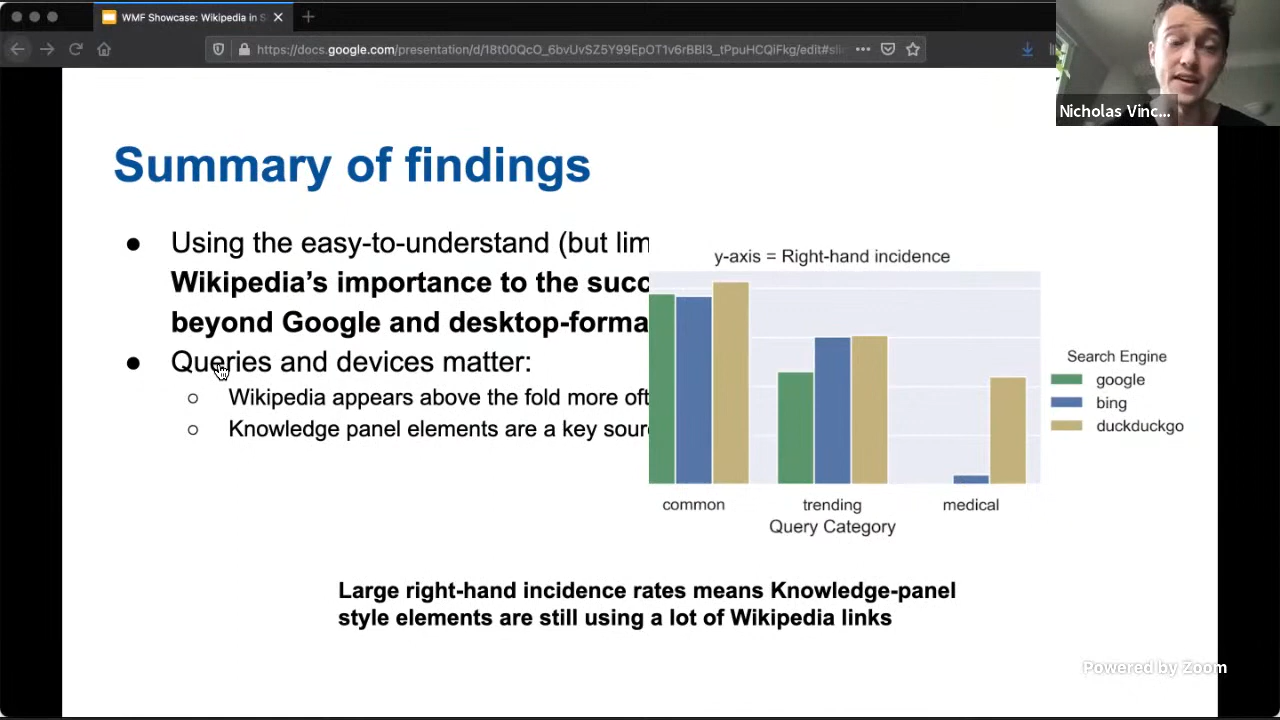 WMF Showcase: Wikipedia in S
https://docs.google.com/presentation/d/18t00QcO_6bvUvSZ5Y99EpOT1v6rBBl3_tPpuHCQiFkg/edit#sli
Nicholas Vinc...
Summary of findings
● Using the easy-to-understand (but lim
Wikipedia's importance to the succ
beyond Google and desktop-forma
● Queries and devices matter:
○ Wikipedia appears above the fold more oft
○ Knowledge panel elements are a key sour
y-axis = Right-hand incidence
common trending medical
Query Category
Search Engine
google
bing
duckduckgo
Large right-hand incidence rates means Knowledge-panel
style elements are still using a lot of Wikipedia links
Powered by Zoom